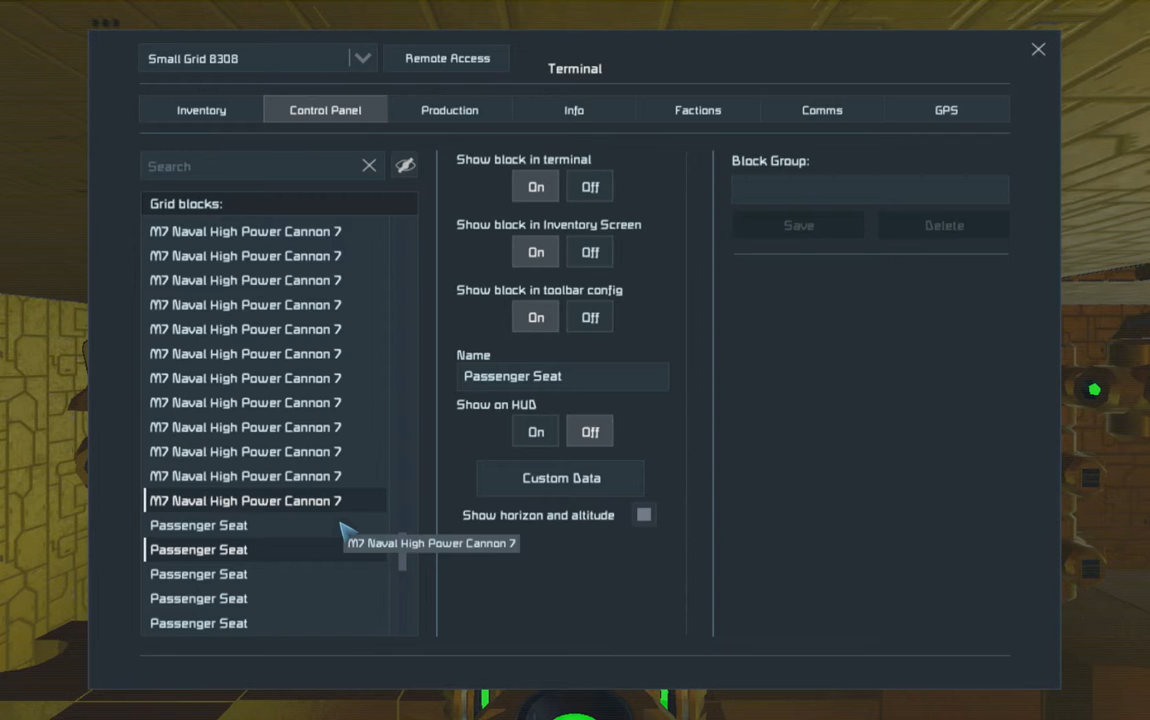 Small Grid 8308
Remote Access
Terminal
Inventory
Control Panel
Production
Info
Factions
Comms
GPS
Search
Grid blocks:
M7 Naval High Power Cannon 7
M7 Naval High Power Cannon 7
M7 Naval High Power Cannon 7
M7 Naval High Power Cannon 7
M7 Naval High Power Cannon 7
M7 Naval High Power Cannon 7
M7 Naval High Power Cannon 7
M7 Naval High Power Cannon 7
M7 Naval High Power Cannon 7
M7 Naval High Power Cannon 7
M7 Naval High Power Cannon 7
M7 Naval High Power Cannon 7
Passenger Seat
Passenger Seat
Passenger Seat
Passenger Seat
Passenger Seat
M7 Naval High Power Cannon 7
Show block in terminal
On Off
Show block in Inventory Screen
On Off
Show block in toolbar config
On Off
Name
Passenger Seat
Show on HUD
On Off
Custom Data
Show horizon and altitude
Block Group:
Save Delete